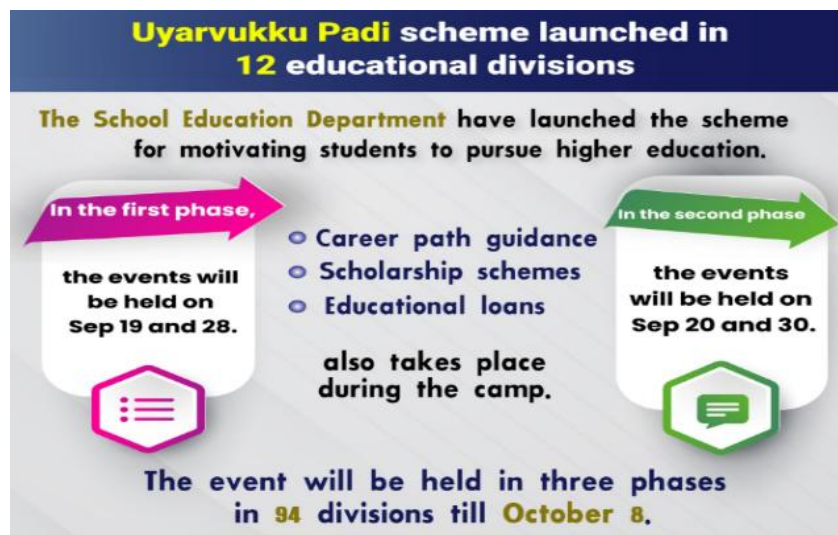 Uyarvukku Padi scheme launched in
12 educational divisions
The School Education Department have launched the scheme
for motivating students to pursue higher education.
In the first phase,
the events will
be held on
Sep 19 and 28.
Career path guidance
Scholarship schemes
Educational loans
also takes place
during the camp.
In the second phase
the events
will be held on
Sep 20 and 30.
The event will be held in three phases
in 94 divisions till October 8.